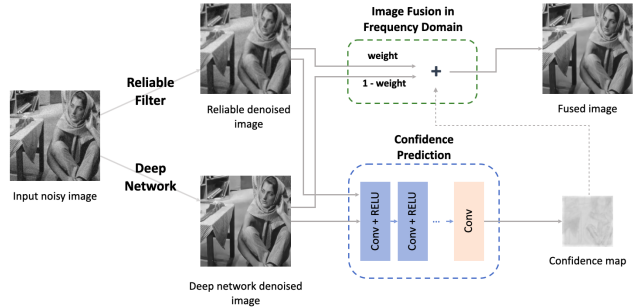 Image Fusion in
Frequency Domain
weight
+
1 - weight
Reliable
Filter
Reliable denoised
image
Fused image
Input noisy image
Deep
Network
Confidence
Prediction
Conv + RELU
Conv + RELU
...
Conv
Confidence map
Deep network denoised
image